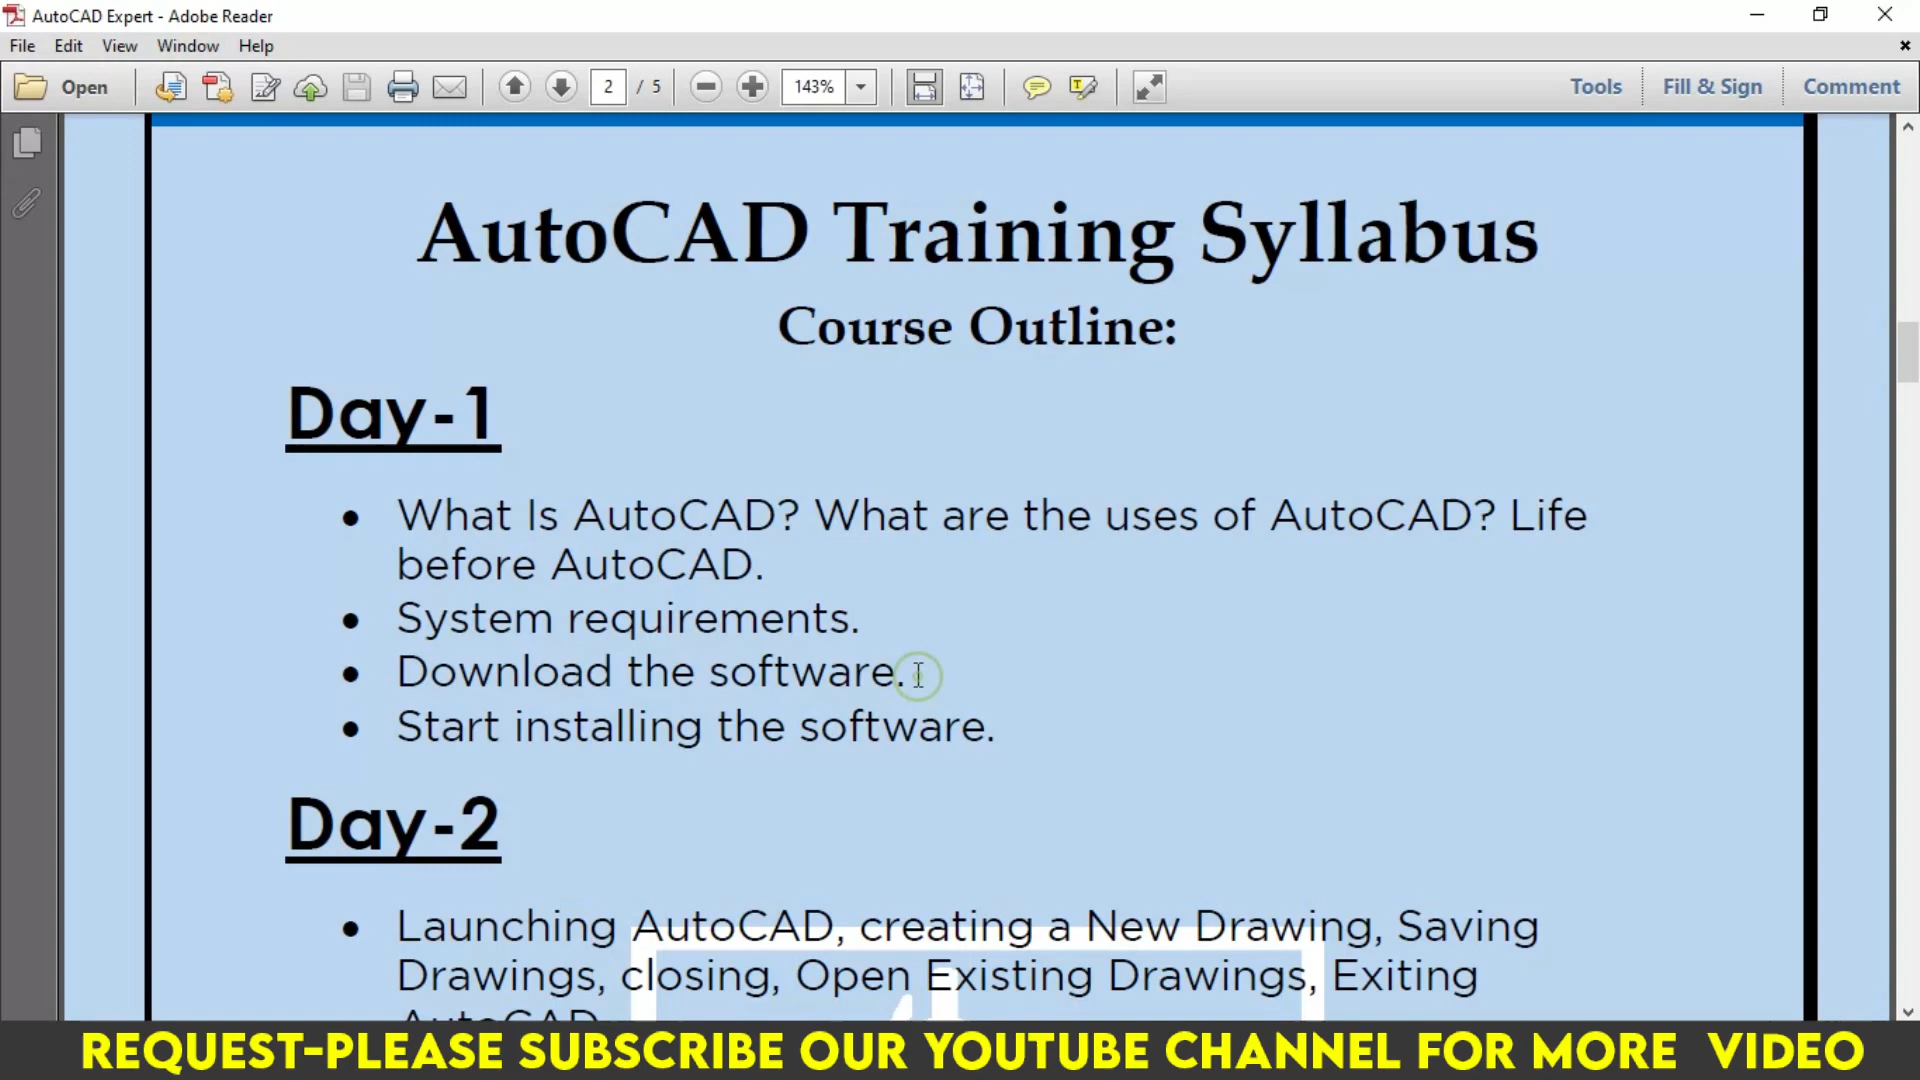 AutoCAD Expert - Adobe Reader
File Edit View Window Help
Open 2 / 5 143% Tools Fill & Sign Comment
AutoCAD Training Syllabus
Course Outline:
Day-1
• What Is AutoCAD? What are the uses of AutoCAD? Life
before AutoCAD.
• System requirements.
• Download the software.
• Start installing the software.
Day-2
• Launching AutoCAD, creating a New Drawing, Saving
Drawings, closing, Open Existing Drawings, Exiting
AutoCAD
REQUEST-PLEASE SUBSCRIBE OUR YOUTUBE CHANNEL FOR MORE VIDEO